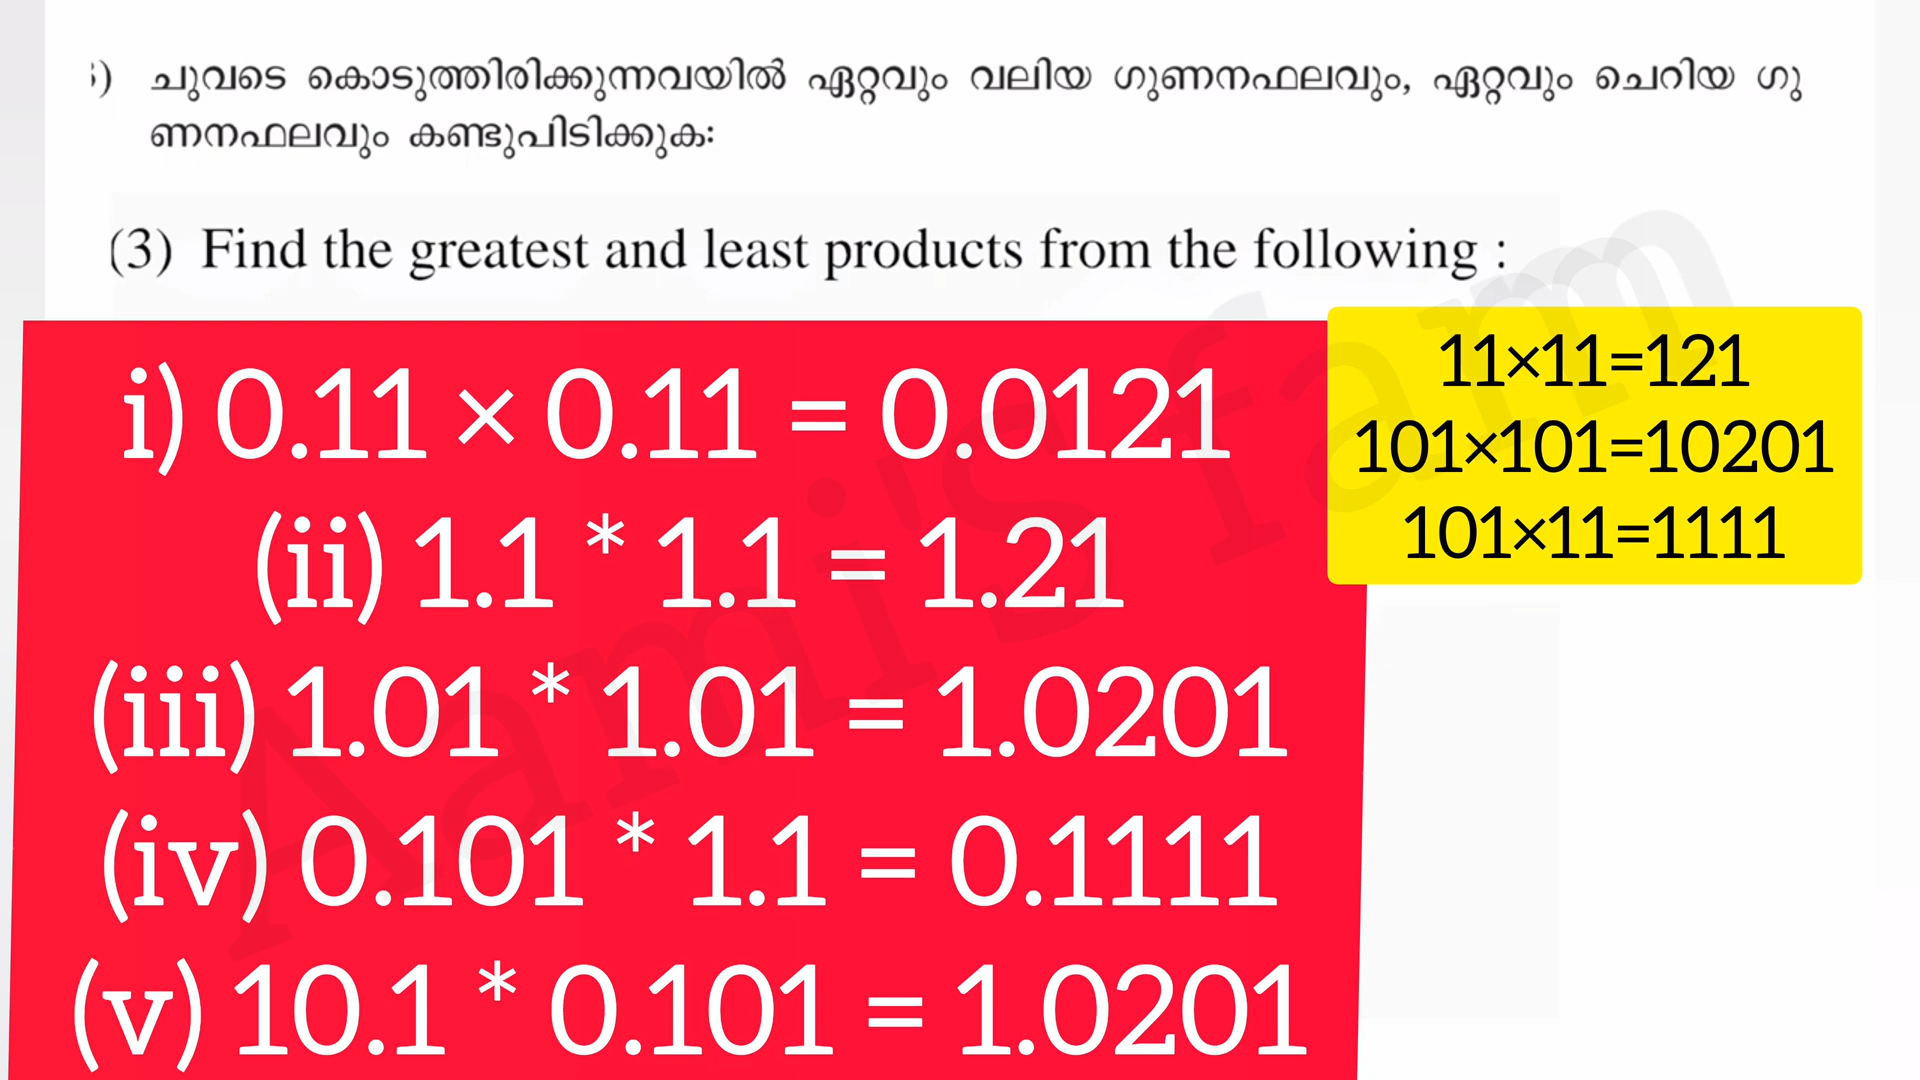 3) ചുവടെ കൊടുത്തിരിക്കുന്നവയിൽ ഏറ്റവും വലിയ ഗുണനഫലവും, ഏറ്റവും ചെറിയ ഗു
ണനഫലവും കണ്ടുപിടിക്കുക:
(3) Find the greatest and least products from the following :
i) 0.11 × 0.11 = 0.0121
(ii) 1.1 * 1.1 = 1.21
(iii) 1.01 * 1.01 = 1.0201
(iv) 0.101 * 1.1 = 0.1111
(v) 10.1 * 0.101 = 1.0201
11×11=121
101×101=10201
101×11=1111
Aami's fam